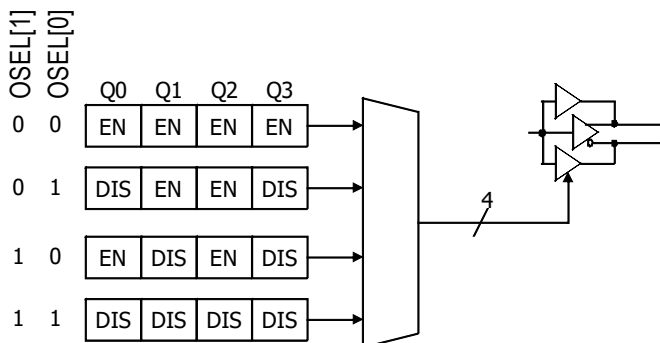 OSEL[1] OSEL[0]
Q0 Q1 Q2 Q3
0 0 EN EN EN EN
0 1 DIS EN EN DIS
4
1 0 EN DIS EN DIS
1 1 DIS DIS DIS DIS